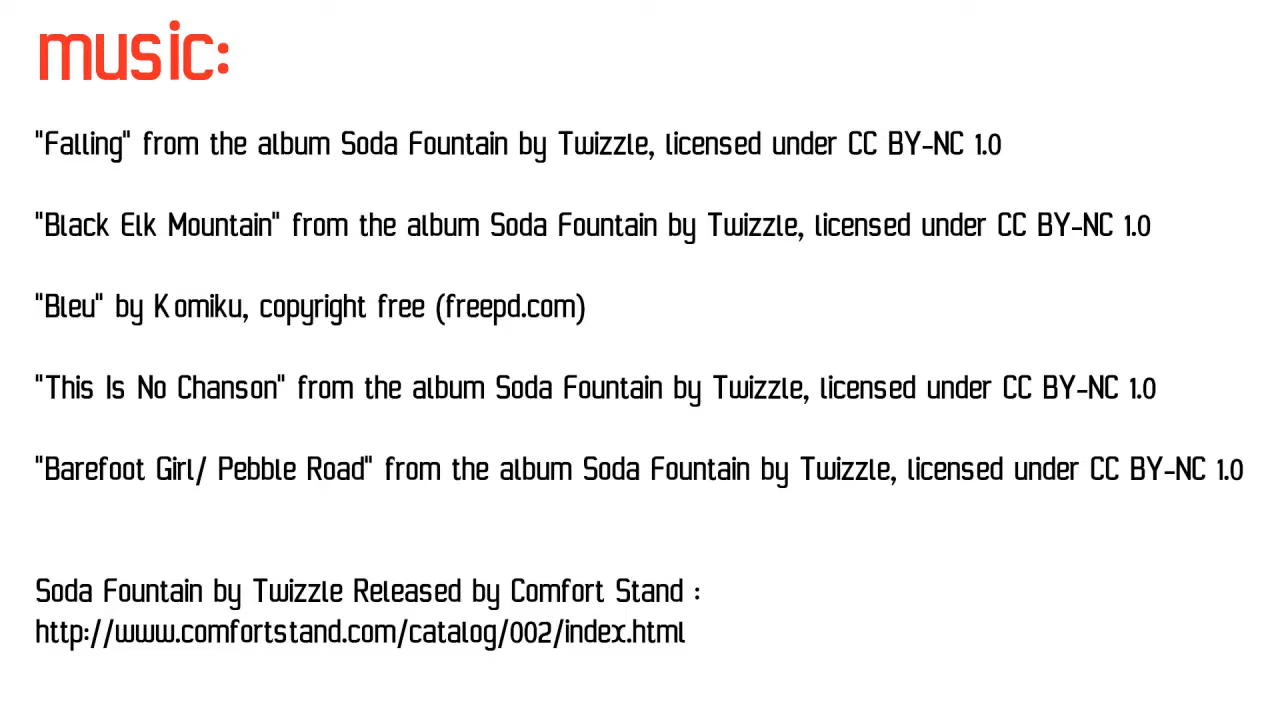 music:
"Falling" from the album Soda Fountain by Twizzle, licensed under CC BY-NC 1.0
"Black Elk Mountain" from the album Soda Fountain by Twizzle, licensed under CC BY-NC 1.0
"Bleu" by Komiku, copyright free (freepd.com)
"This Is No Chanson" from the album Soda Fountain by Twizzle, licensed under CC BY-NC 1.0
"Barefoot Girl/ Pebble Road" from the album Soda Fountain by Twizzle, licensed under CC BY-NC 1.0
Soda Fountain by Twizzle Released by Comfort Stand :
http://www.comfortstand.com/catalog/002/index.html